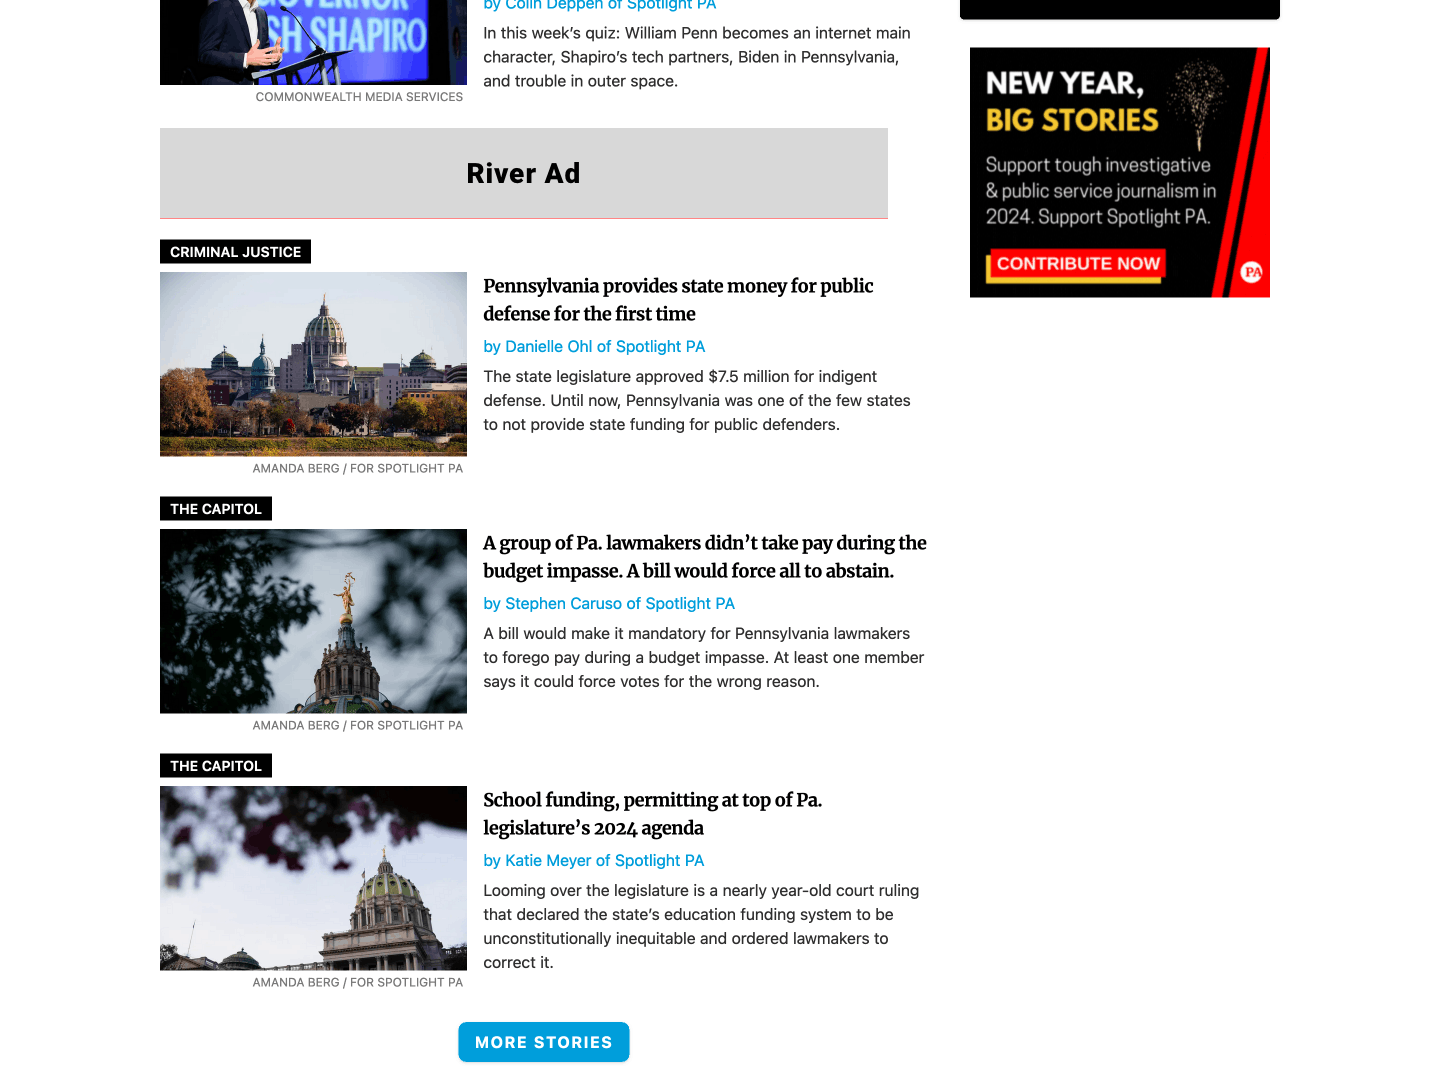 GOVERNOR
SH SHAPIRO
by Colin Deppen of Spotlight PA
In this week’s quiz: William Penn becomes an internet main
character, Shapiro’s tech partners, Biden in Pennsylvania,
and trouble in outer space.
COMMONWEALTH MEDIA SERVICES
River Ad
CRIMINAL JUSTICE
Pennsylvania provides state money for public
defense for the first time
by Danielle Ohl of Spotlight PA
The state legislature approved $7.5 million for indigent
defense. Until now, Pennsylvania was one of the few states
to not provide state funding for public defenders.
AMANDA BERG / FOR SPOTLIGHT PA
THE CAPITOL
A group of Pa. lawmakers didn’t take pay during the
budget impasse. A bill would force all to abstain.
by Stephen Caruso of Spotlight PA
A bill would make it mandatory for Pennsylvania lawmakers
to forego pay during a budget impasse. At least one member
says it could force votes for the wrong reason.
AMANDA BERG / FOR SPOTLIGHT PA
THE CAPITOL
School funding, permitting at top of Pa.
legislature’s 2024 agenda
by Katie Meyer of Spotlight PA
Looming over the legislature is a nearly year-old court ruling
that declared the state’s education funding system to be
unconstitutionally inequitable and ordered lawmakers to
correct it.
AMANDA BERG / FOR SPOTLIGHT PA
MORE STORIES
NEW YEAR,
BIG STORIES
Support tough investigative
& public service journalism in
2024. Support Spotlight PA.
CONTRIBUTE NOW
PA